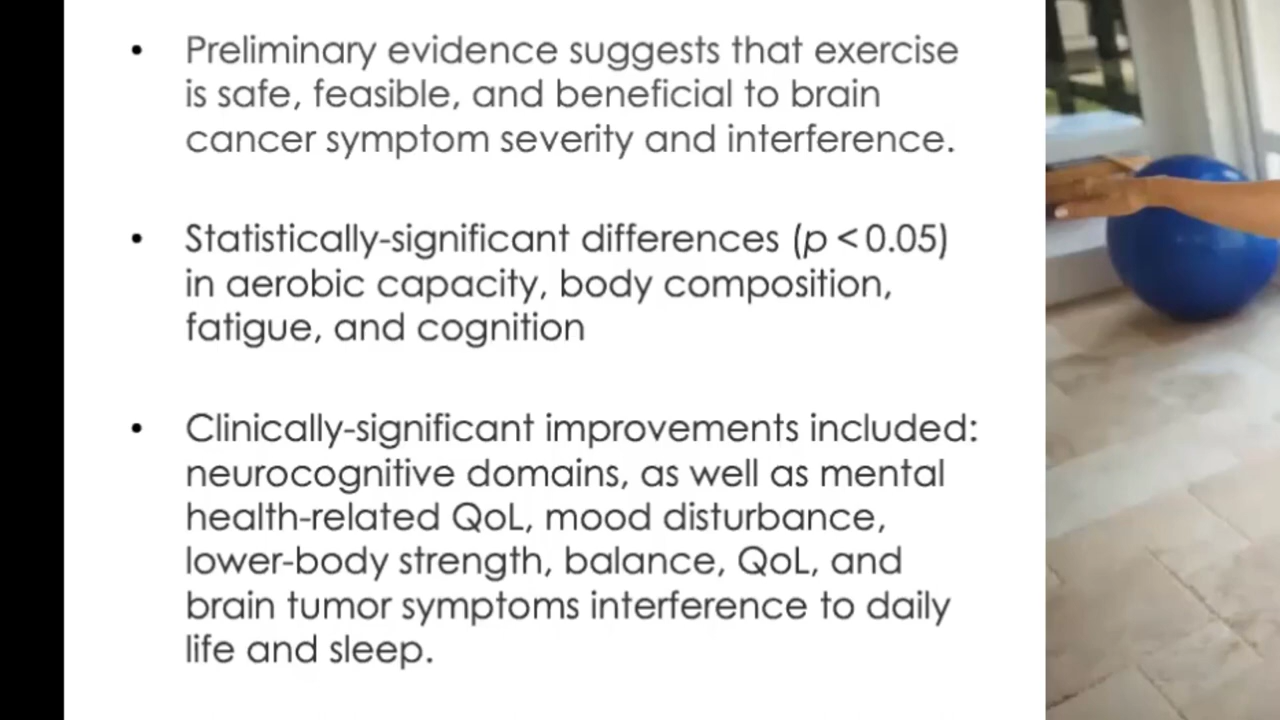 • Preliminary evidence suggests that exercise
is safe, feasible, and beneficial to brain
cancer symptom severity and interference.
• Statistically-significant differences (p < 0.05)
in aerobic capacity, body composition,
fatigue, and cognition
• Clinically-significant improvements included:
neurocognitive domains, as well as mental
health-related QoL, mood disturbance,
lower-body strength, balance, QoL, and
brain tumor symptoms interference to daily
life and sleep.